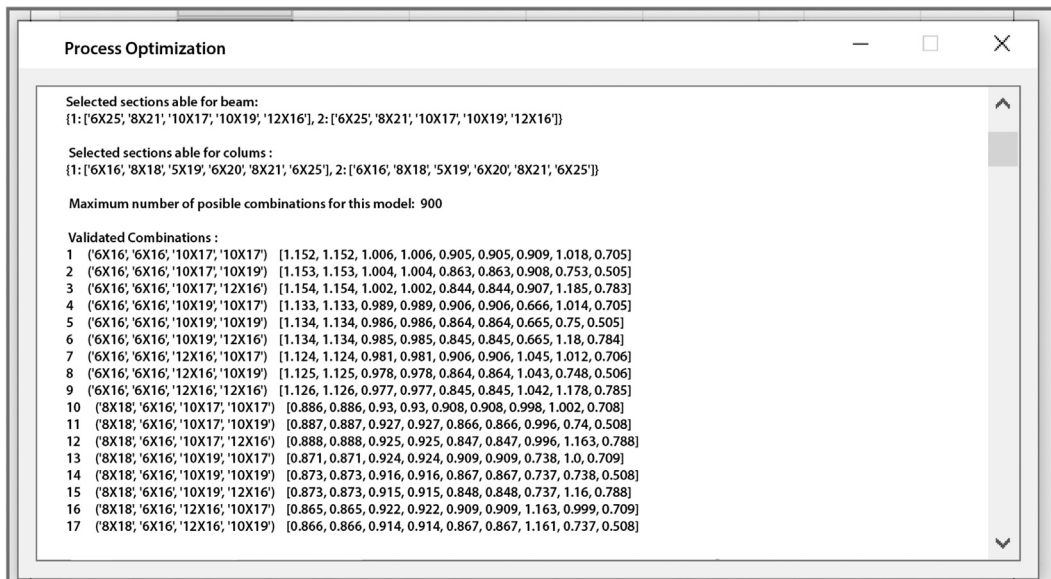 Process Optimization
Selected sections able for beam:
{1: ['6X25', '8X21', '10X17', '10X19', '12X16'], 2: ['6X25', '8X21', '10X17', '10X19', '12X16']}
Selected sections able for colums :
{1: ['6X16', '8X18', '5X19', '6X20', '8X21', '6X25'], 2: ['6X16', '8X18', '5X19', '6X20', '8X21', '6X25']}
Maximum number of posible combinations for this model: 900
Validated Combinations :
1 ('6X16', '6X16', '10X17', '10X17') [1.152, 1.152, 1.006, 1.006, 0.905, 0.905, 0.909, 1.018, 0.705]
2 ('6X16', '6X16', '10X17', '10X19') [1.153, 1.153, 1.004, 1.004, 0.863, 0.863, 0.908, 0.753, 0.505]
3 ('6X16', '6X16', '10X17', '12X16') [1.154, 1.154, 1.002, 1.002, 0.844, 0.844, 0.907, 1.185, 0.783]
4 ('6X16', '6X16', '10X19', '10X17') [1.133, 1.133, 0.989, 0.989, 0.906, 0.906, 0.666, 1.014, 0.705]
5 ('6X16', '6X16', '10X19', '10X19') [1.134, 1.134, 0.986, 0.986, 0.864, 0.864, 0.665, 0.75, 0.505]
6 ('6X16', '6X16', '10X19', '12X16') [1.134, 1.134, 0.985, 0.985, 0.845, 0.845, 0.665, 1.18, 0.784]
7 ('6X16', '6X16', '12X16', '10X17') [1.124, 1.124, 0.981, 0.981, 0.906, 0.906, 1.045, 1.012, 0.706]
8 ('6X16', '6X16', '12X16', '10X19') [1.125, 1.125, 0.978, 0.978, 0.864, 0.864, 1.043, 0.748, 0.506]
9 ('6X16', '6X16', '12X16', '12X16') [1.126, 1.126, 0.977, 0.977, 0.845, 0.845, 1.042, 1.178, 0.785]
10 ('8X18', '6X16', '10X17', '10X17') [0.886, 0.886, 0.93, 0.93, 0.908, 0.908, 0.998, 1.002, 0.708]
11 ('8X18', '6X16', '10X17', '10X19') [0.887, 0.887, 0.927, 0.927, 0.866, 0.866, 0.996, 0.74, 0.508]
12 ('8X18', '6X16', '10X17', '12X16') [0.888, 0.888, 0.925, 0.925, 0.847, 0.847, 0.996, 1.163, 0.788]
13 ('8X18', '6X16', '10X19', '10X17') [0.871, 0.871, 0.924, 0.924, 0.909, 0.909, 0.738, 1.0, 0.709]
14 ('8X18', '6X16', '10X19', '10X19') [0.873, 0.873, 0.916, 0.916, 0.867, 0.867, 0.737, 0.738, 0.508]
15 ('8X18', '6X16', '10X19', '12X16') [0.873, 0.873, 0.915, 0.915, 0.848, 0.848, 0.737, 1.16, 0.788]
16 ('8X18', '6X16', '12X16', '10X17') [0.865, 0.865, 0.922, 0.922, 0.909, 0.909, 1.163, 0.999, 0.709]
17 ('8X18', '6X16', '12X16', '10X19') [0.866, 0.866, 0.914, 0.914, 0.867, 0.867, 1.161, 0.737, 0.508]